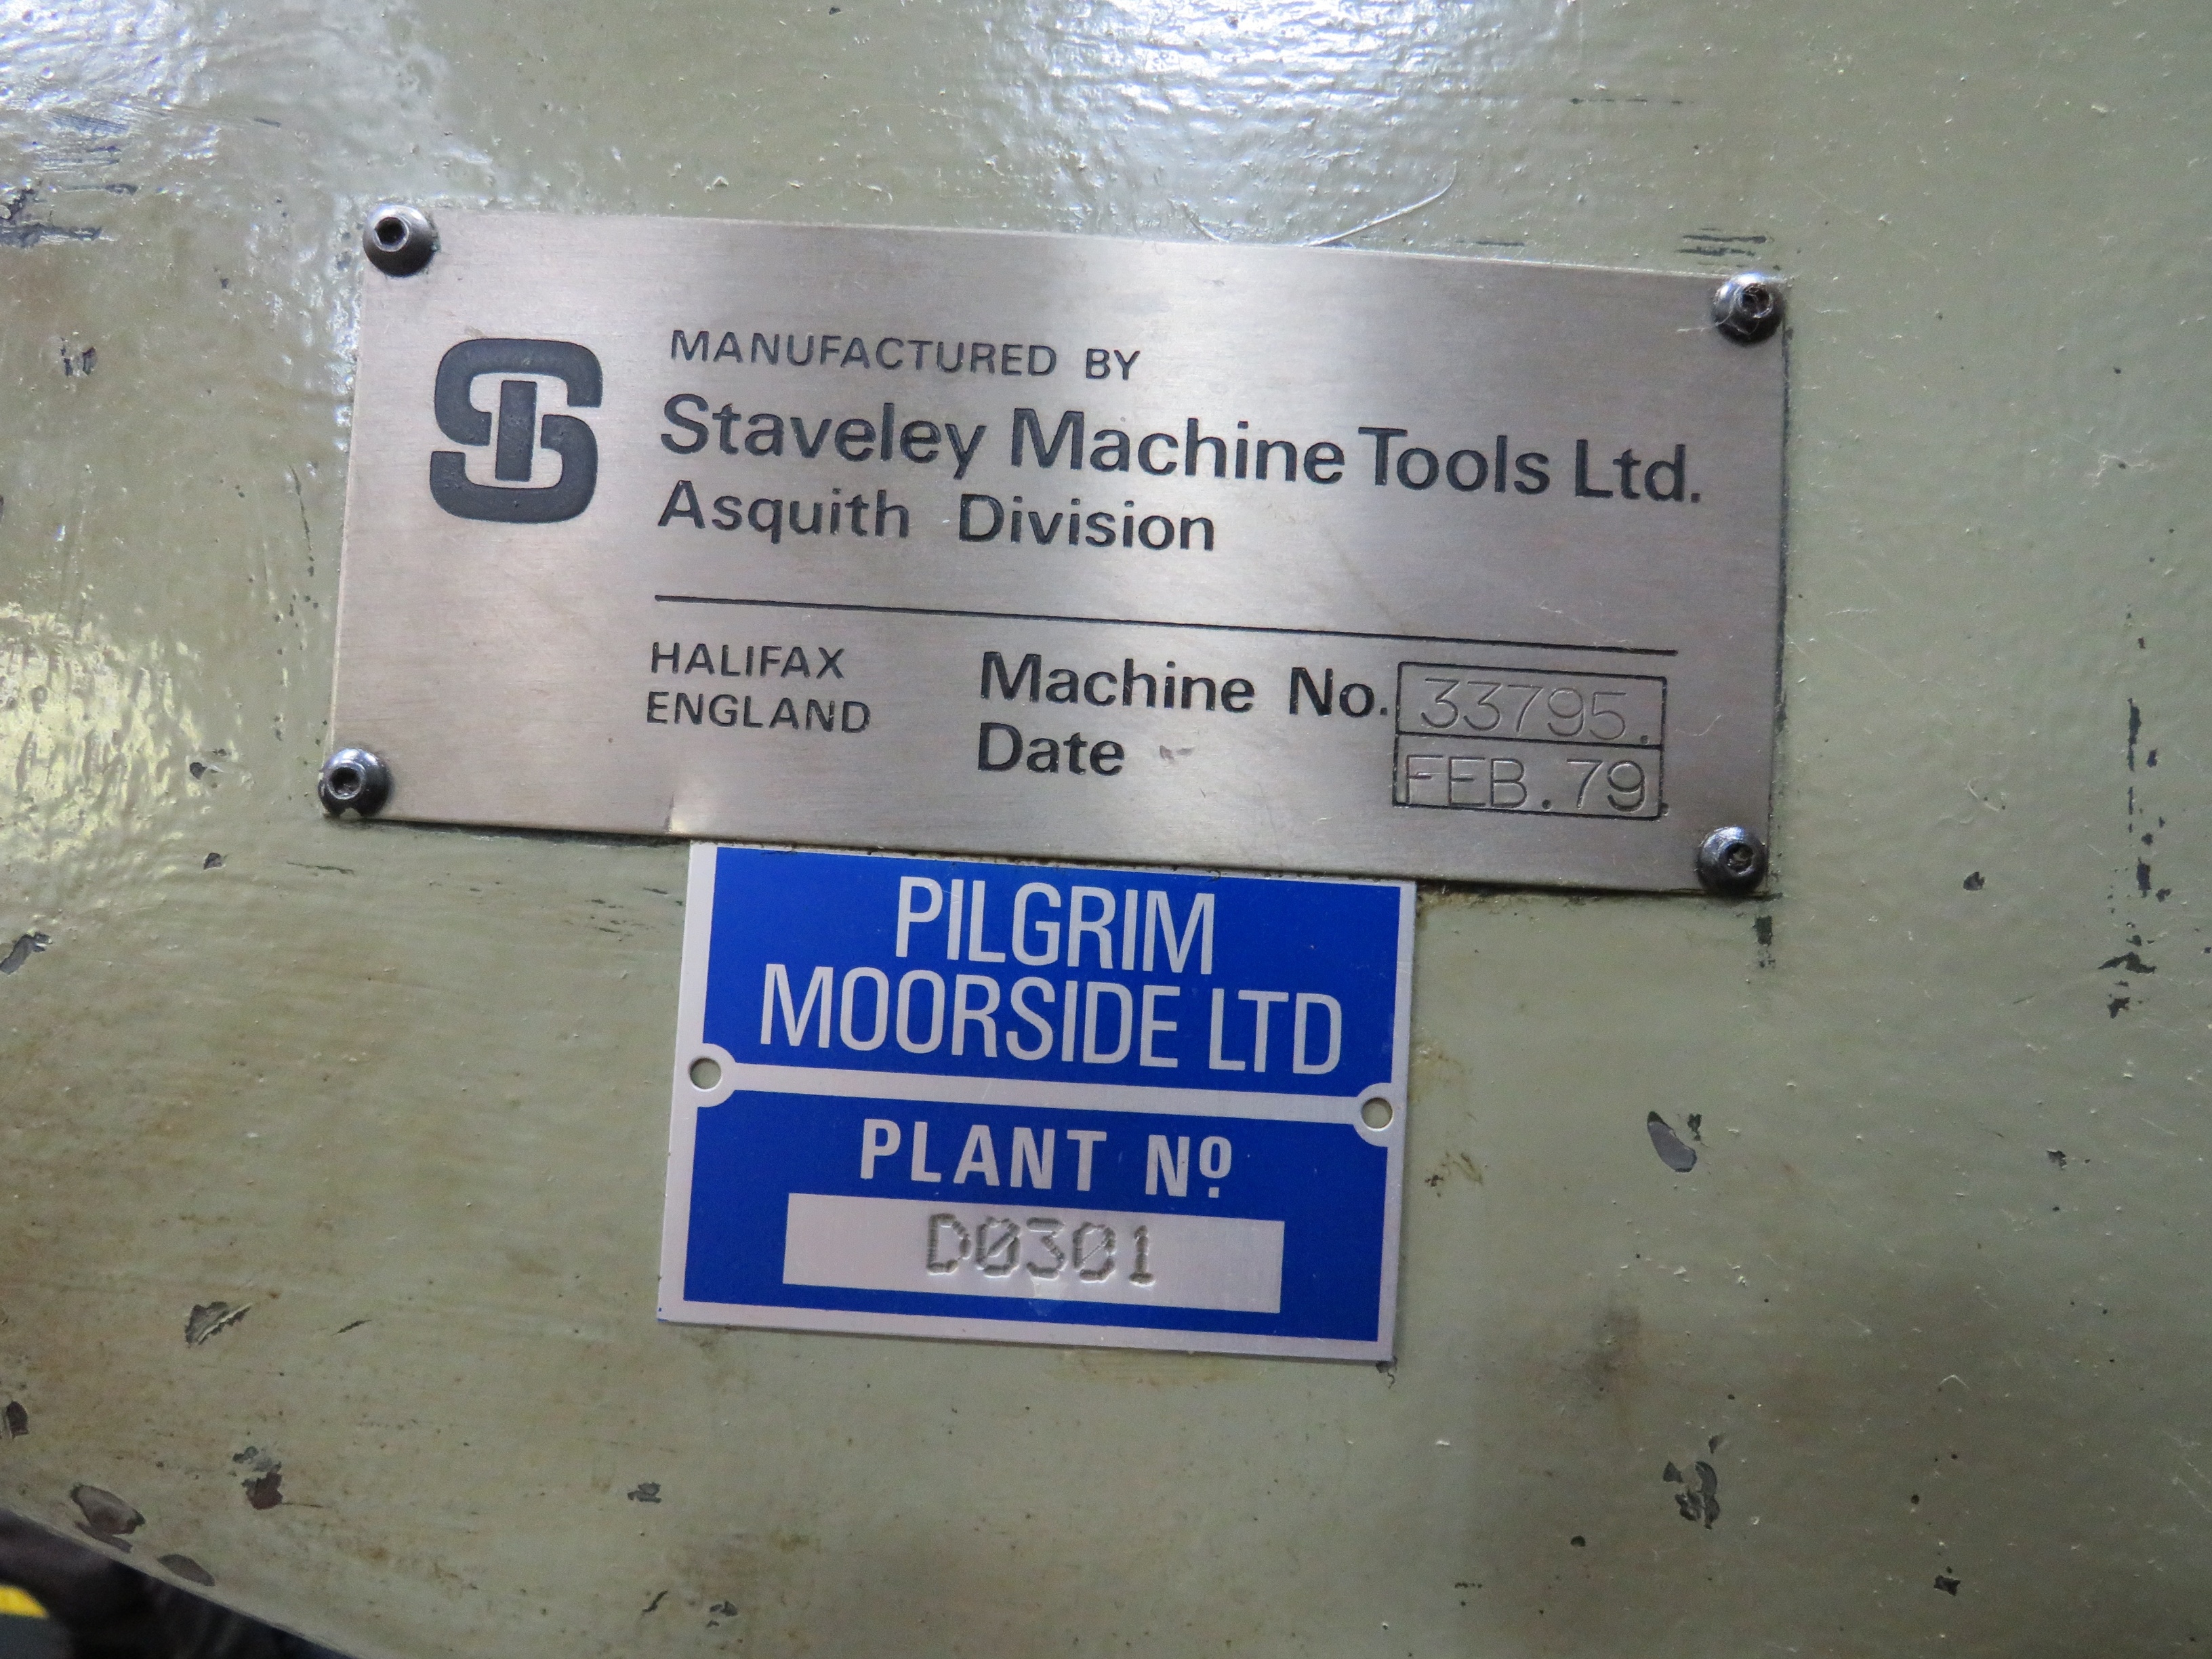 MANUFACTURED BY
Staveley Machine Tools Ltd.
Asquith Division
HALIFAX
ENGLAND
Machine No. 33795.
Date FEB. 79.
PILGRIM
MOORSIDE LTD
PLANT Nº
D0301